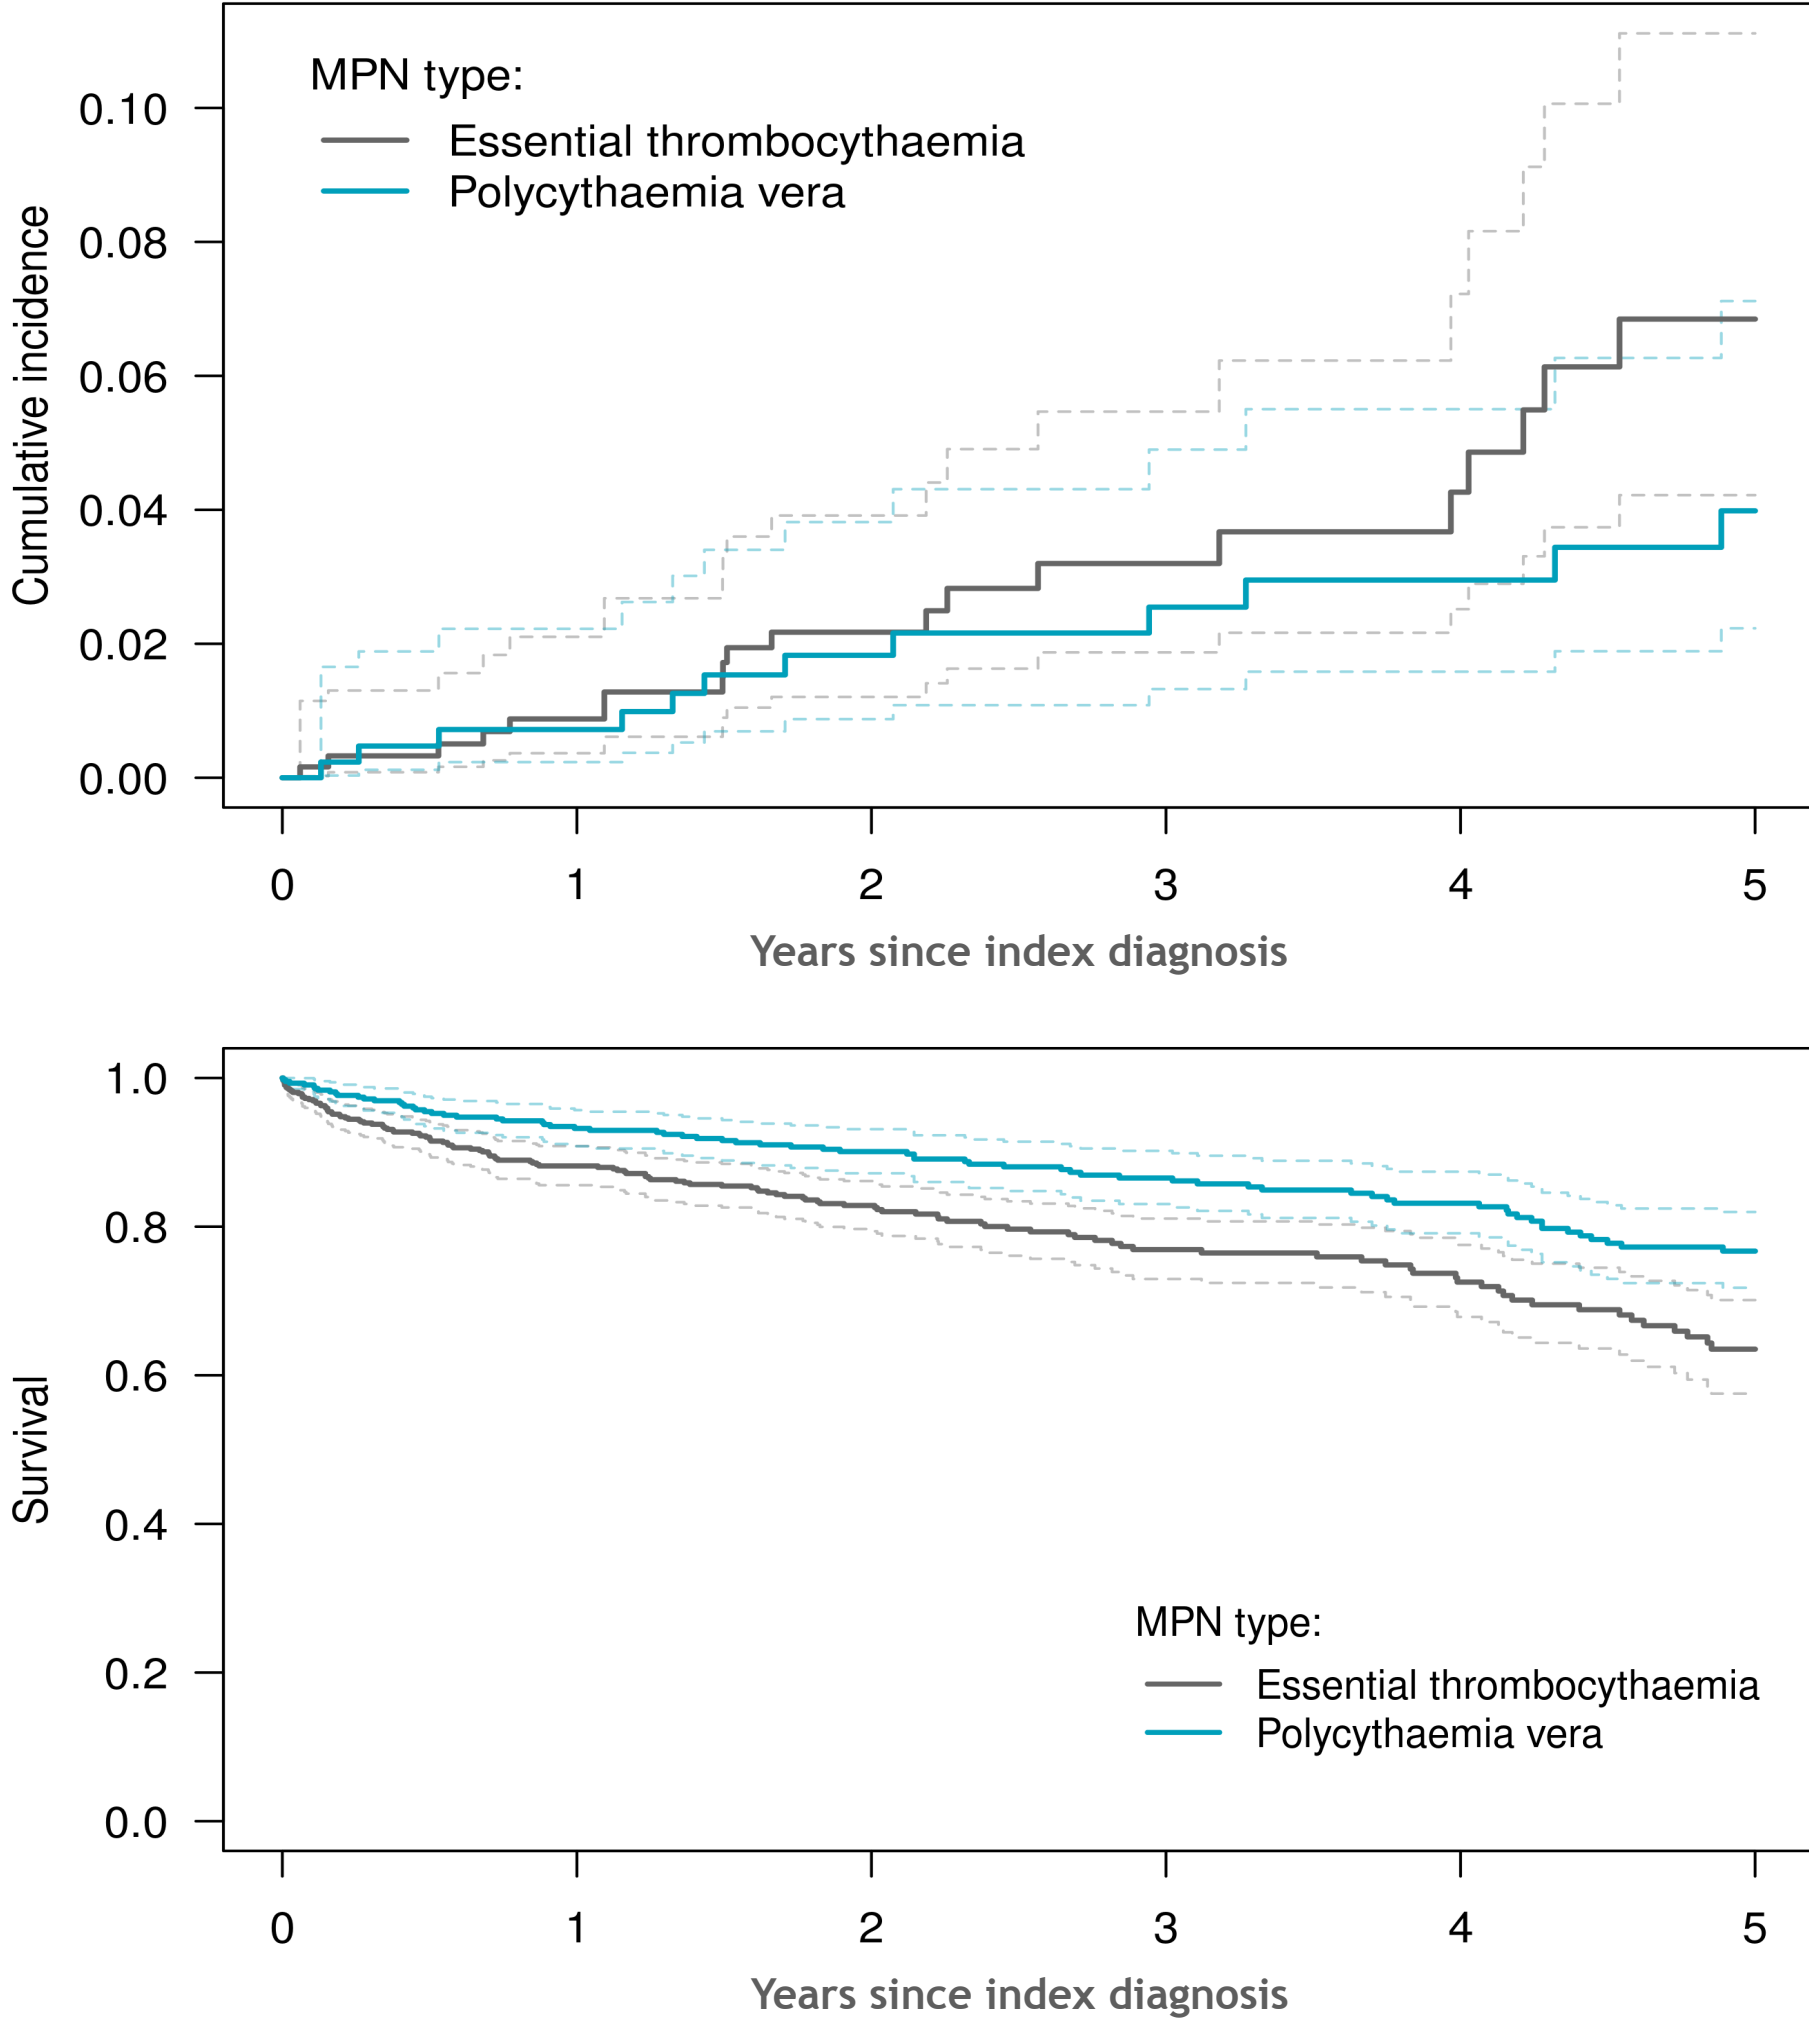 MPN type:
Essential thrombocythaemia
Polycythaemia vera
Cumulative incidence
0.10
0.08
0.06
0.04
0.02
0.00
0 1 2 3 4 5
Years since index diagnosis
Survival
1.0
0.8
0.6
0.4
0.2
0.0
MPN type:
Essential thrombocythaemia
Polycythaemia vera
0 1 2 3 4 5
Years since index diagnosis